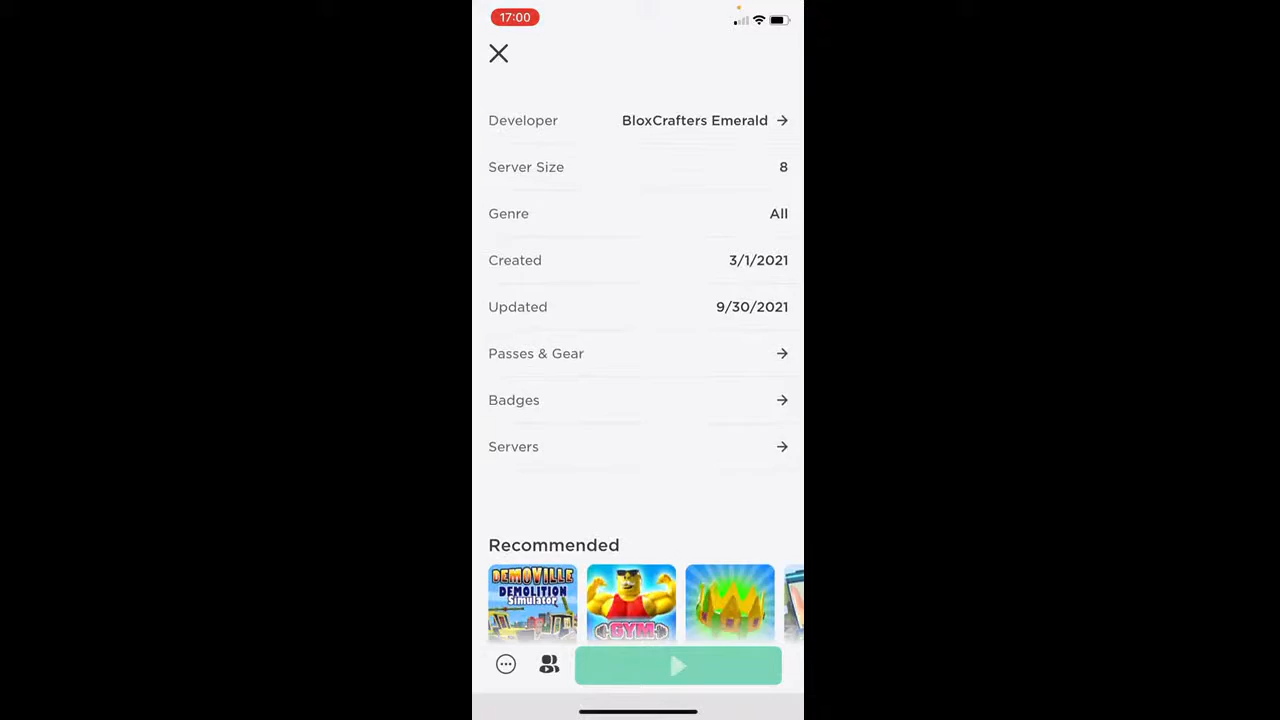 17:00
Developer BloxCrafters Emerald
Server Size 8
Genre All
Created 3/1/2021
Updated 9/30/2021
Passes & Gear
Badges
Servers
Recommended
DEMOVILLE
DEMOLITION
Simulator
GYM